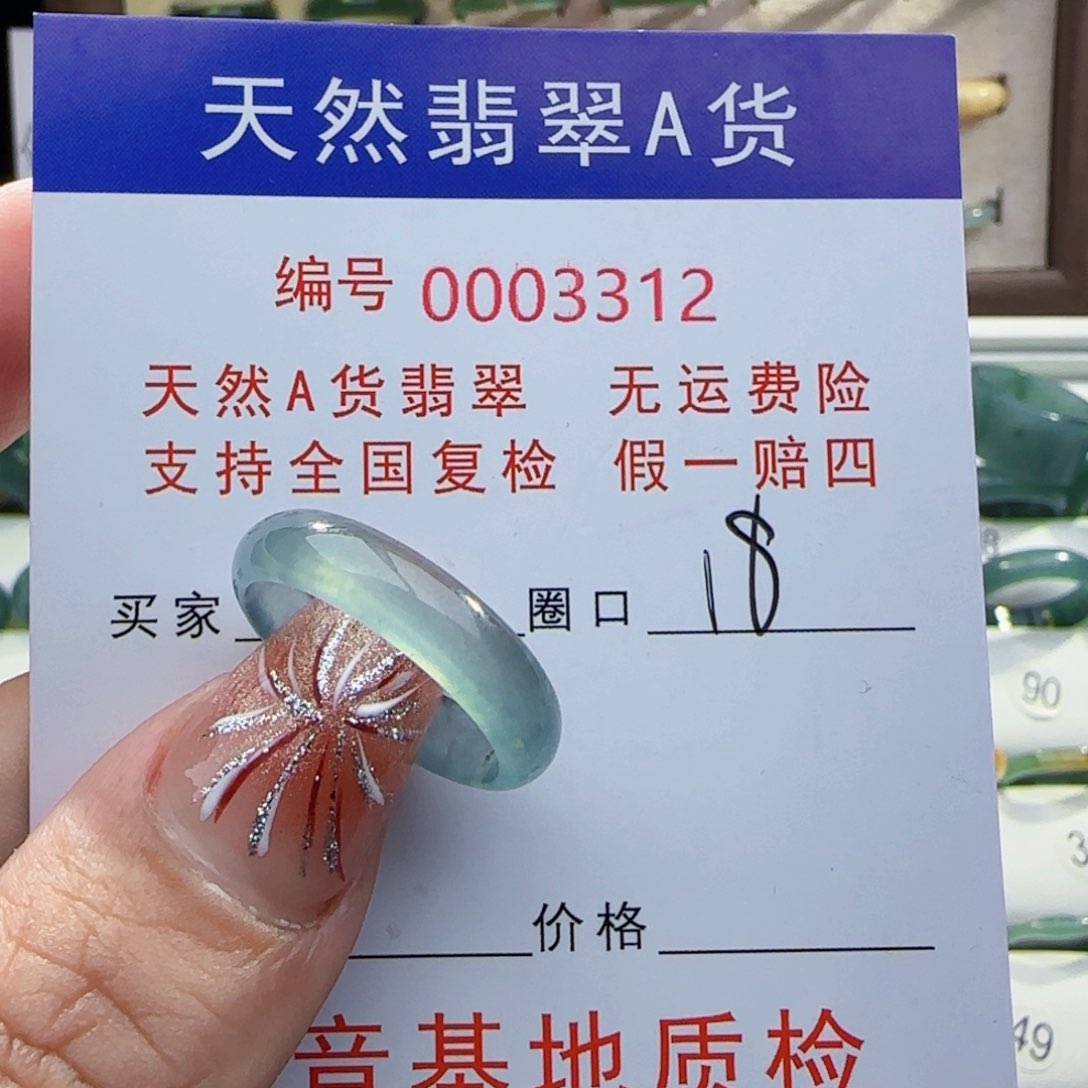 天然翡翠A货
编号 0003312
天然A货翡翠 无运费险
支持全国复检 假一赔四
买家 圈口 18
价格
音基地质检
90
3
49